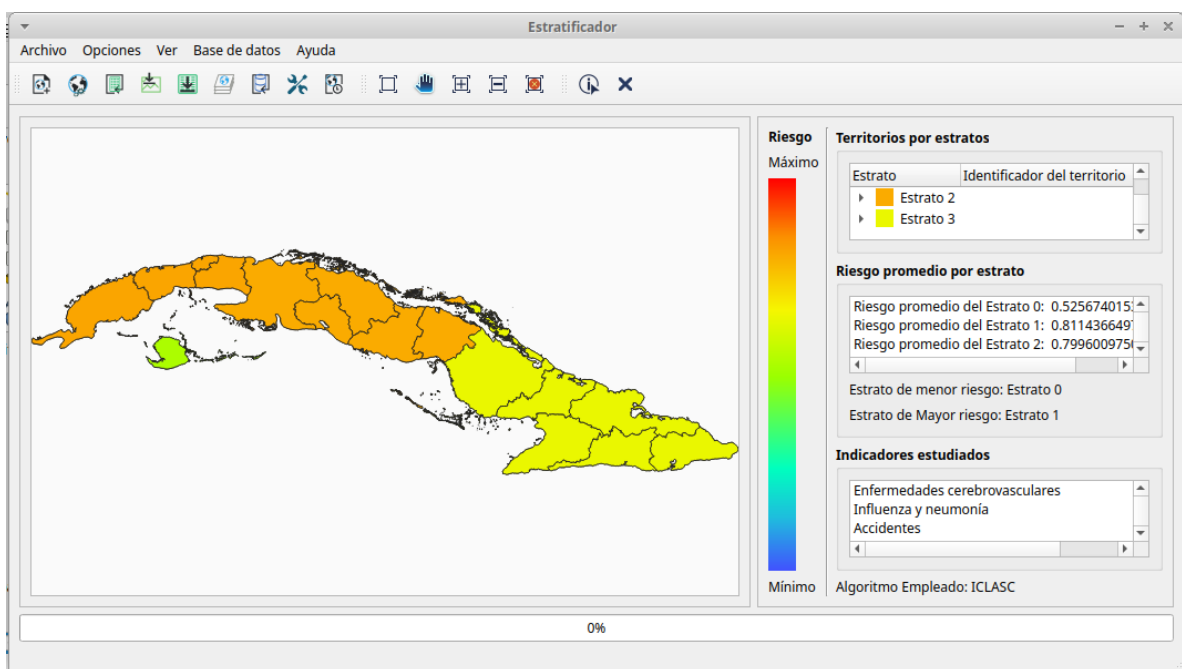 Estratificador
Archivo Opciones Ver Base de datos Ayuda
Riesgo
Máximo
Mínimo
Territorios por estratos
Estrato Identificador del territorio
Estrato 2
Estrato 3
Riesgo promedio por estrato
Riesgo promedio del Estrato 0: 0.5256740152
Riesgo promedio del Estrato 1: 0.811436649
Riesgo promedio del Estrato 2: 0.799600975
Estrato de menor riesgo: Estrato 0
Estrato de Mayor riesgo: Estrato 1
Indicadores estudiados
Enfermedades cerebrovasculares
Influenza y neumonía
Accidentes
Algoritmo Empleado: ICLASC
0%